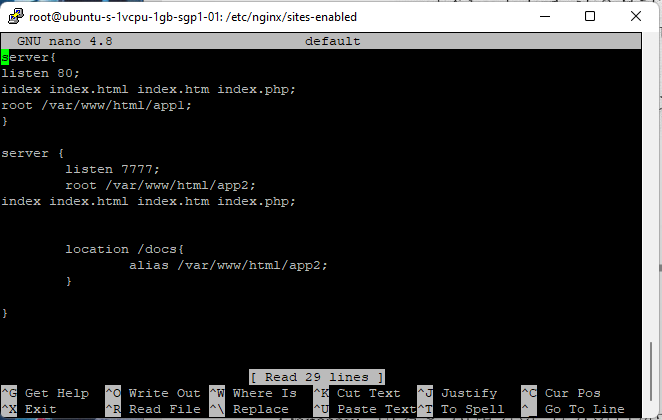 root@ubuntu-s-1vcpu-1gb-sgp1-01: /etc/nginx/sites-enabled
GNU nano 4.8 default
server{
listen 80;
index index.html index.htm index.php;
root /var/www/html/app1;
}
server {
listen 7777;
root /var/www/html/app2;
index index.html index.htm index.php;
location /docs{
alias /var/www/html/app2;
}
}
[ Read 29 lines ]
^G Get Help ^O Write Out ^W Where Is ^K Cut Text ^J Justify ^C Cur Pos
^X Exit ^R Read File ^\ Replace ^U Paste Text^T To Spell ^_ Go To Line